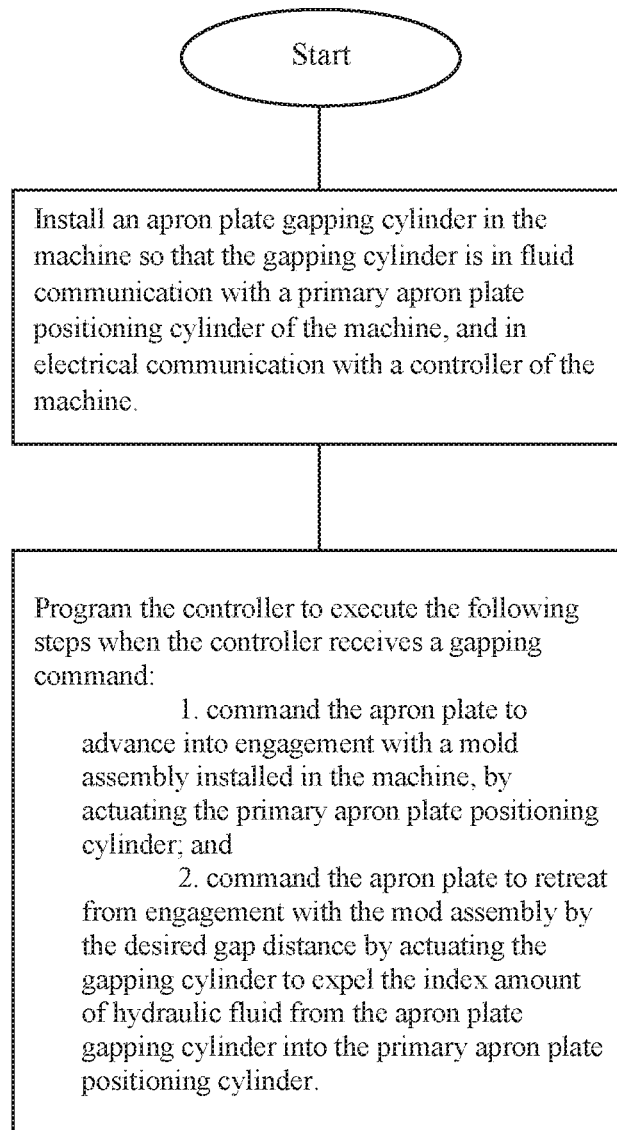 Start
Install an apron plate gapping cylinder in the
machine so that the gapping cylinder is in fluid
communication with a primary apron plate
positioning cylinder of the machine, and in
electrical communication with a controller of the
machine.
Program the controller to execute the following
steps when the controller receives a gapping
command:
1. command the apron plate to
advance into engagement with a mold
assembly installed in the machine, by
actuating the primary apron plate positioning
cylinder; and
2. command the apron plate to retreat
from engagement with the mod assembly by
the desired gap distance by actuating the
gapping cylinder to expel the index amount
of hydraulic fluid from the apron plate
gapping cylinder into the primary apron plate
positioning cylinder.